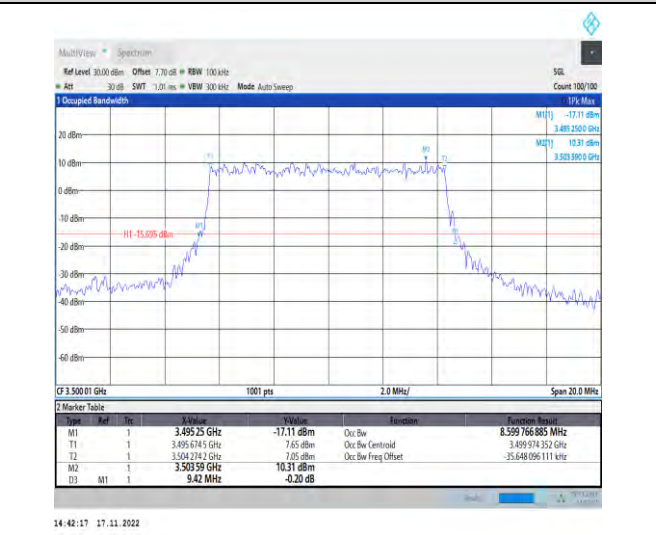 MultiView Spectrum
Ref Level 30.00 dBm Offset 7.70 dB RBW 100 kHz SGL
Att 30 dB SWT 1.01 ms VBW 300 kHz Mode Auto Sweep Count 100/100
1 Occupied Bandwidth 1Pk Max
M1[1] -17.11 dBm
3.495 250 0 GHz
M2[1] 10.31 dBm
3.503 590 0 GHz
20 dBm
M2
T1 T2
10 dBm
0 dBm
-10 dBm
M1
H1 -15.695 dBm
-20 dBm
-30 dBm
-40 dBm
-50 dBm
-60 dBm
CF 3.500 01 GHz 1001 pts 2.0 MHz/ Span 20.0 MHz
2 Marker Table
Type Ref Trc X-Value Y-Value Function Function Result
M1 1 3.495 25 GHz -17.11 dBm Occ Bw 8.599 766 885 MHz
T1 1 3.495 674 5 GHz 7.65 dBm Occ Bw Centroid 3.499 974 352 GHz
T2 1 3.504 274 2 GHz 7.05 dBm Occ Bw Freq Offset -35.648 096 111 kHz
M2 1 3.503 59 GHz 10.31 dBm
D3 M1 1 9.42 MHz -0.20 dB
14:42:17 17.11.2022